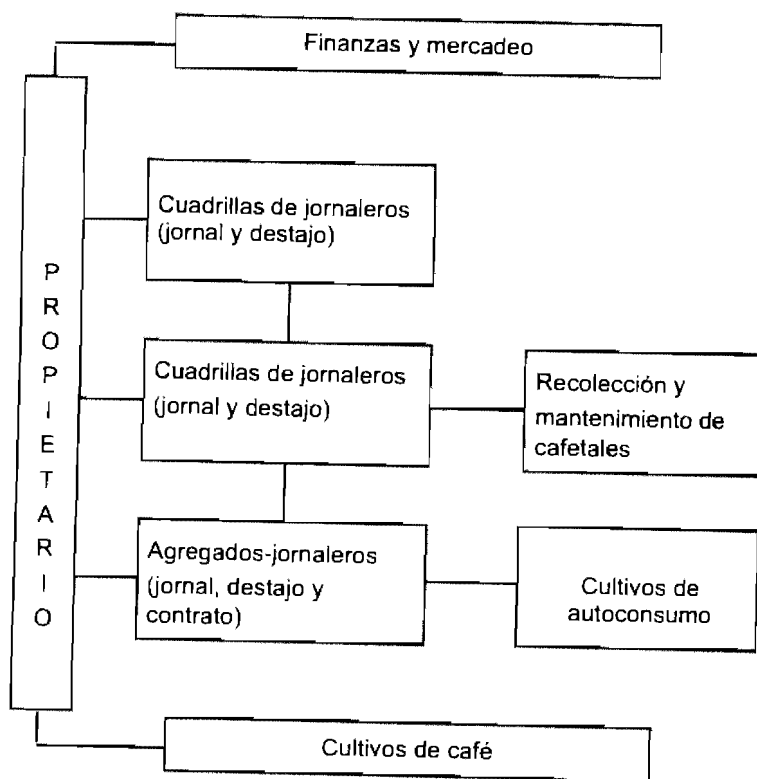 Finanzas y mercadeo
Cuadrillas de jornaleros
(jornal y destajo)
PROPIETARIO
Cuadrillas de jornaleros
(jornal y destajo)
Recolección y
mantenimiento de
cafetales
Agregados-jornaleros
(jornal, destajo y
contrato)
Cultivos de
autoconsumo
Cultivos de café